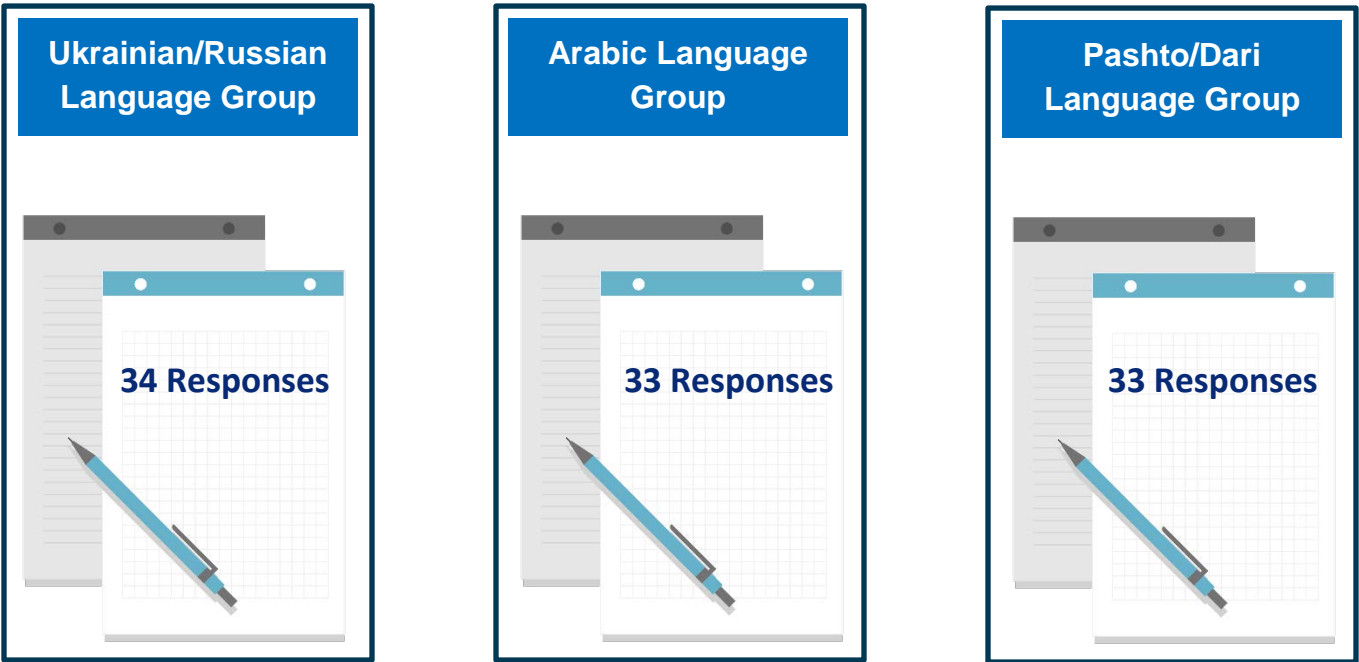 Ukrainian/Russian
Language Group
34 Responses
Arabic Language
Group
33 Responses
Pashto/Dari
Language Group
33 Responses